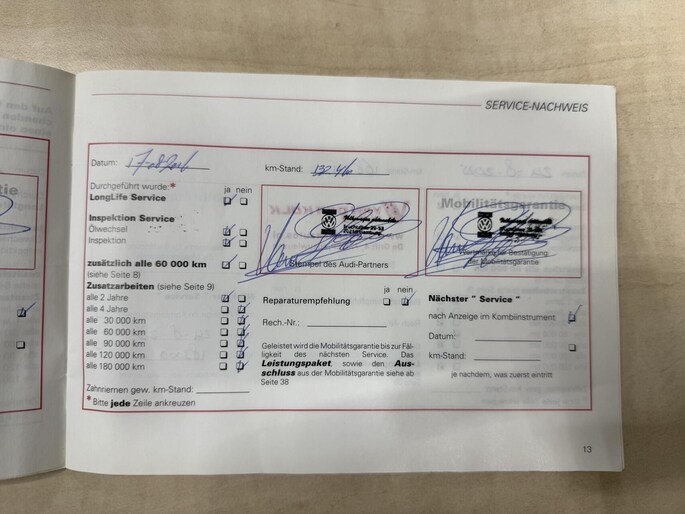 SERVICE-NACHWEIS
Datum: km-Stand:
Durchgeführt wurde:* ja nein
LongLife Service
Inspektion Service
Ölwechsel
Inspektion
zusätzlich alle 60 000 km
(siehe Seite 8)
Zusatzarbeiten (siehe Seite 9)
alle 2 Jahre
alle 4 Jahre
alle 30 000 km
alle 60 000 km
alle 90 000 km
alle 120 000 km
alle 180 000 km
Zahnriemen gew. km-Stand:
*Bitte jede Zeile ankreuzen
Stempel des Audi-Partners
ja nein
Reparaturempfehlung
Rech.-Nr.:
Geleistet wird die Mobilitätsgarantie bis zur Fäl-
ligkeit des nächsten Service. Das
Leistungspaket, sowie den Aus-
schluss aus der Mobilitätsgarantie siehe ab
Seite 38
Mobilitätsgarantie
Bestätigung
der Mobilitätsgarantie
Nächster " Service "
nach Anzeige im Kombiinstrument
Datum:
km-Stand:
je nachdem, was zuerst eintrifft
13